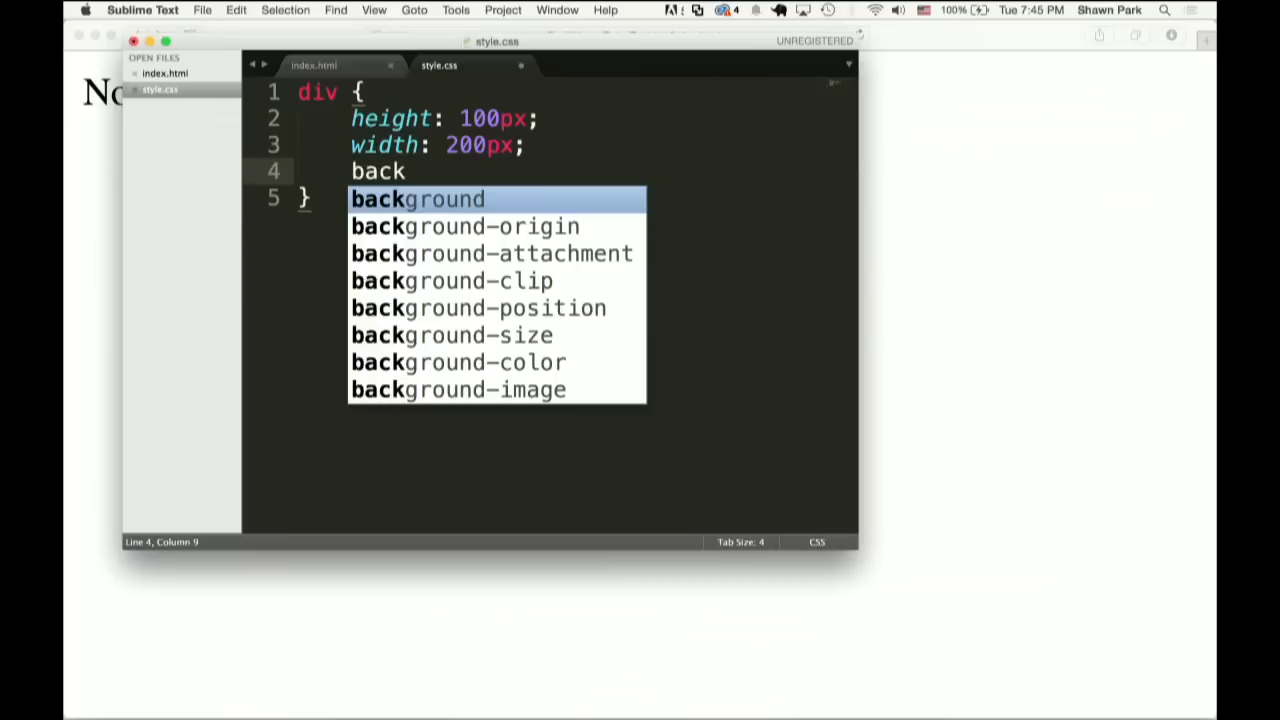 Sublime Text File Edit Selection Find View Goto Tools Project Window Help 4 100% Tue 7:45 PM Shawn Park
style.css UNREGISTERED
OPEN FILES
index.html
style.css
index.html style.css
No
1 div {
2 height: 100px;
3 width: 200px;
4 back
5 }
background
background-origin
background-attachment
background-clip
background-position
background-size
background-color
background-image
Line 4, Column 9 Tab Size: 4 CSS